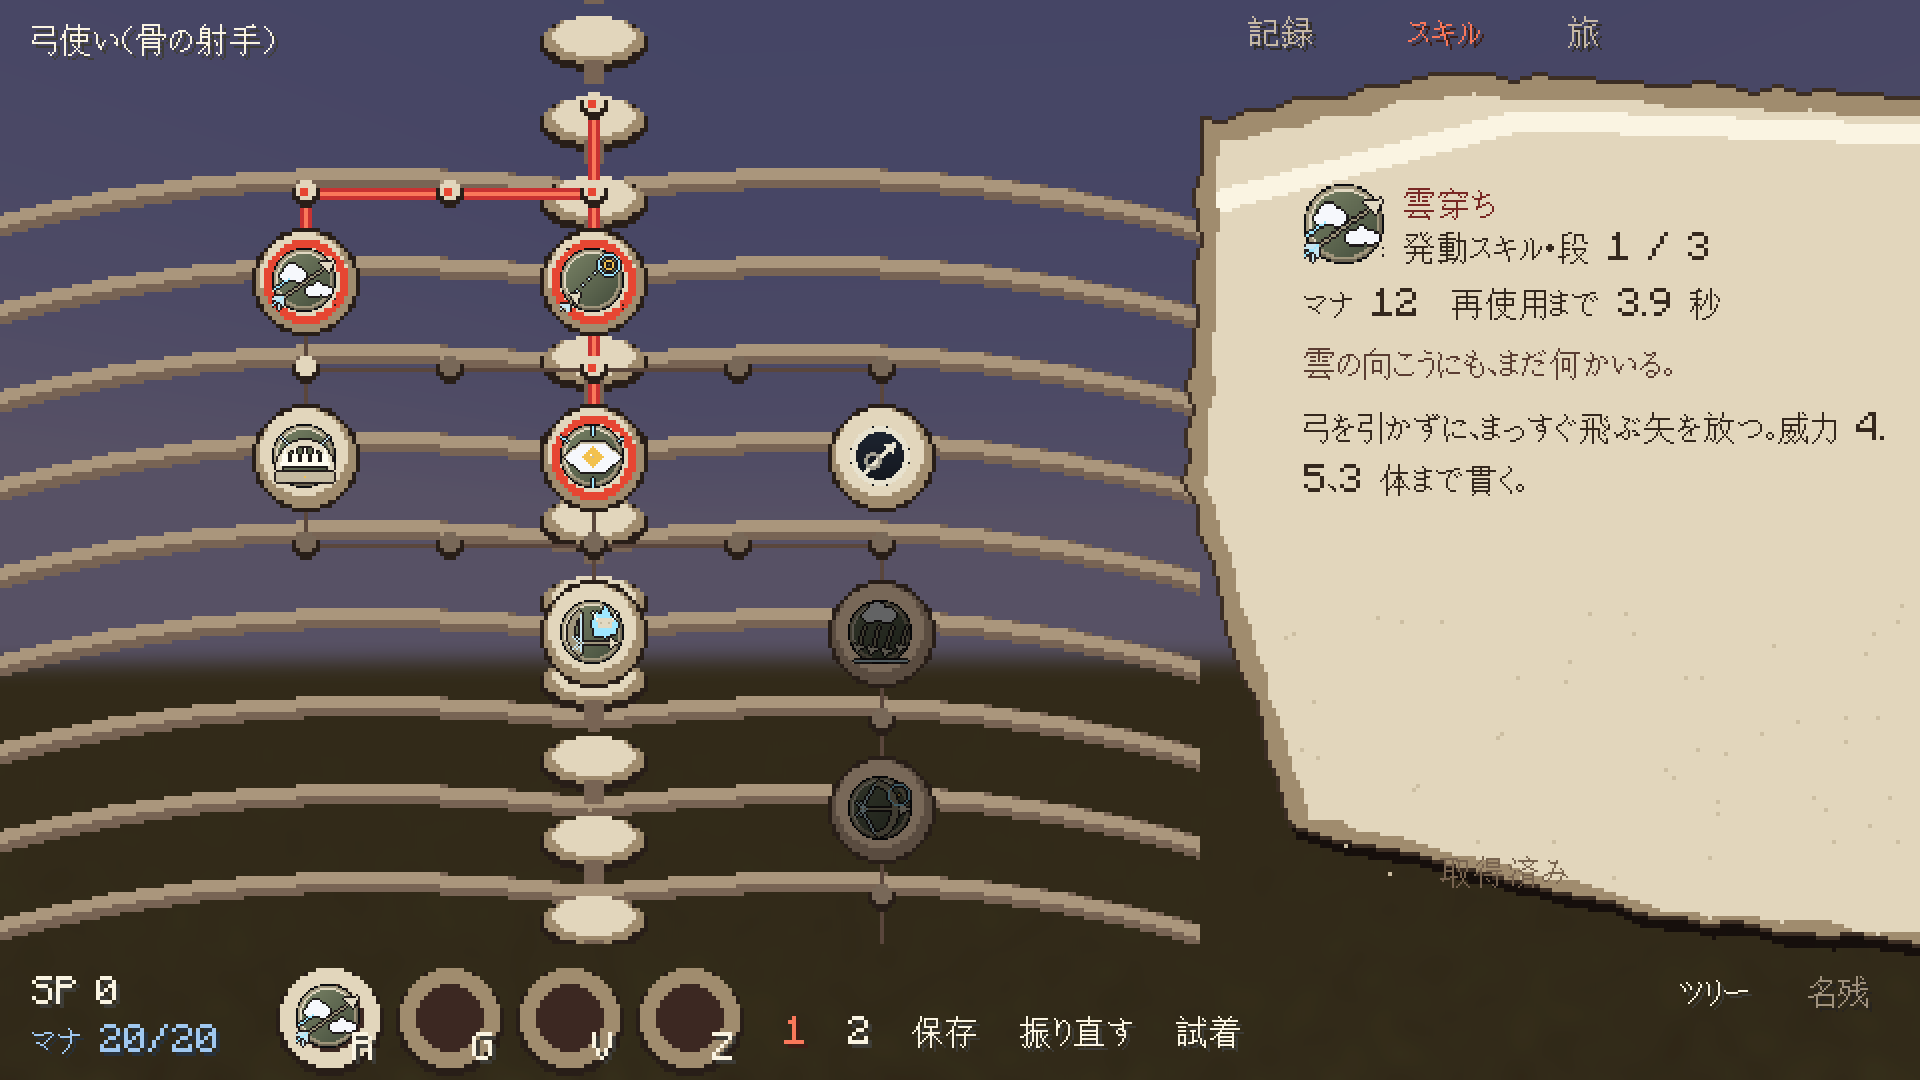 弓使い(骨の射手)
記録 スキル 旅
雲穿ち
発動スキル•段 1 / 3
マナ 12 再使用まで 3.9 秒
雲の向こうにも、まだ何かいる。
弓を引かずに、まっすぐ飛ぶ矢を放つ。威力 4.
5、3 体まで貫く。
取得済み
SP 0
マナ 20/20
A G V Z
1 2 保存 振り直す 試着
ツリー 名残